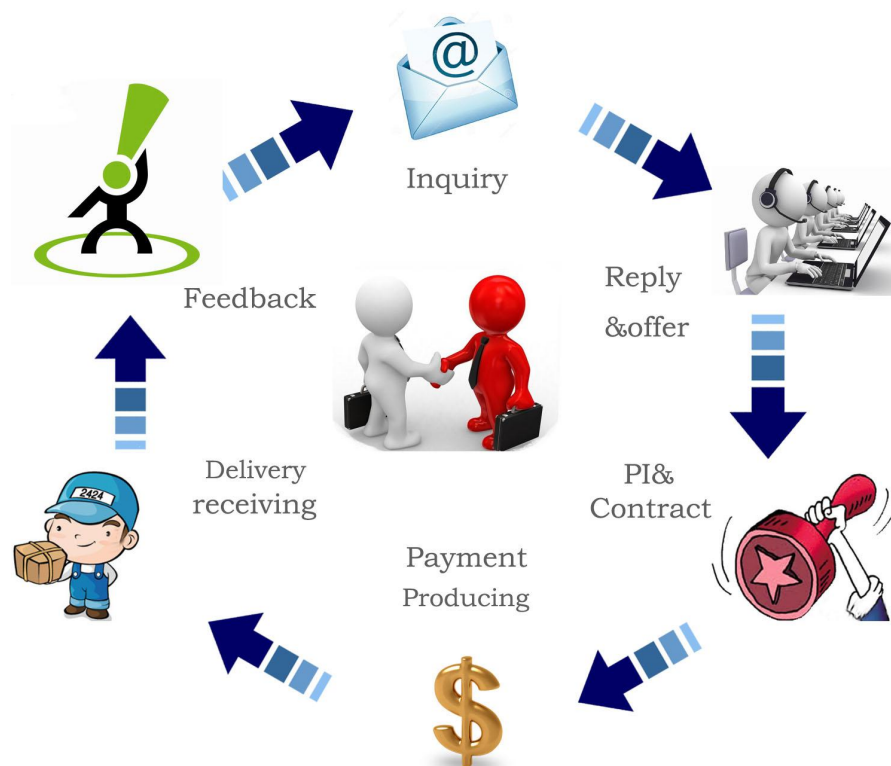 @
Inquiry
Reply
&offer
PI&
Contract
Payment
Producing
Delivery
receiving
2424
Feedback
$